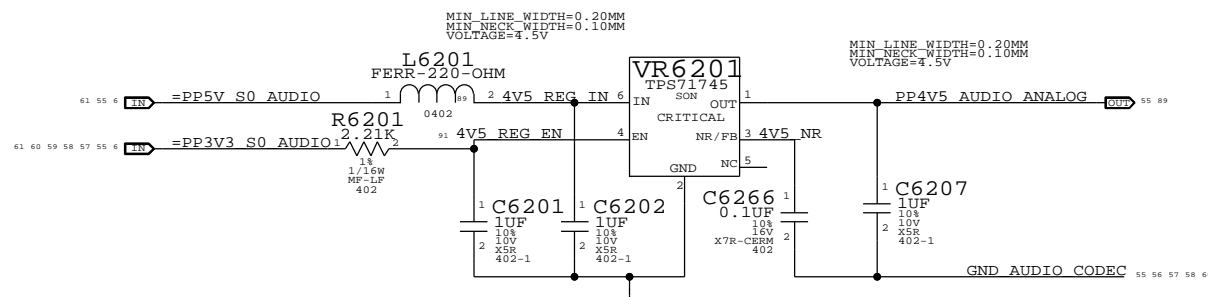 MIN_LINE_WIDTH=0.20MM
MIN_NECK_WIDTH=0.10MM
VOLTAGE=4.5V
MIN_LINE_WIDTH=0.20MM
MIN_NECK_WIDTH=0.10MM
VOLTAGE=4.5V
L6201
FERR-220-OHM
VR6201
TPS71745
SON
CRITICAL
61 55 6 IN =PP5V_S0_AUDIO 1 2 4V5_REG_IN 6 IN OUT 1 PP4V5_AUDIO_ANALOG OUT 55 89
89
0402
R6201
2.21K
61 60 59 58 57 55 6 IN =PP3V3_S0_AUDIO 1 2
1%
1/16W
MF-LF
402
91 4V5_REG_EN 4 EN NR/FB 3 4V5_NR
NC 5
GND
2
1 C6201
1UF
10%
10V
2 X5R
402-1
1 C6202
1UF
10%
10V
2 X5R
402-1
C6266 1
0.1UF
10%
16V
X7R-CERM 2
402
1 C6207
1UF
10%
10V
2 X5R
402-1
GND_AUDIO_CODEC 55 56 57 58